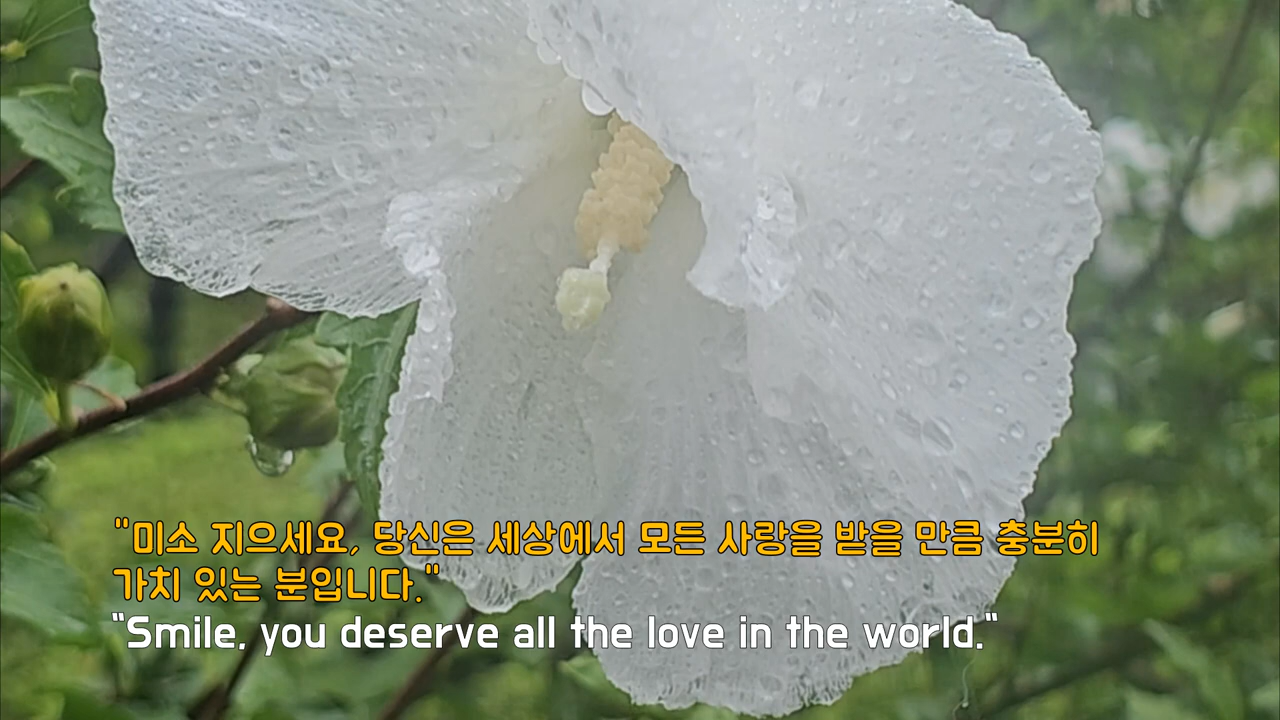 "미소 지으세요, 당신은 세상에서 모든 사랑을 받을 만큼 충분히
가치 있는 분입니다."
"Smile, you deserve all the love in the world."